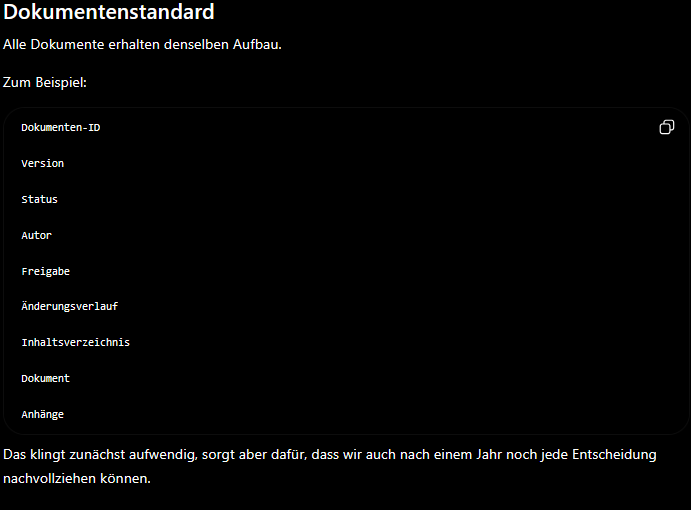 Dokumentenstandard
Alle Dokumente erhalten denselben Aufbau.
Zum Beispiel:
Dokumenten-ID
Version
Status
Autor
Freigabe
Änderungsverlauf
Inhaltsverzeichnis
Dokument
Anhänge
Das klingt zunächst aufwendig, sorgt aber dafür, dass wir auch nach einem Jahr noch jede Entscheidung
nachvollziehen können.